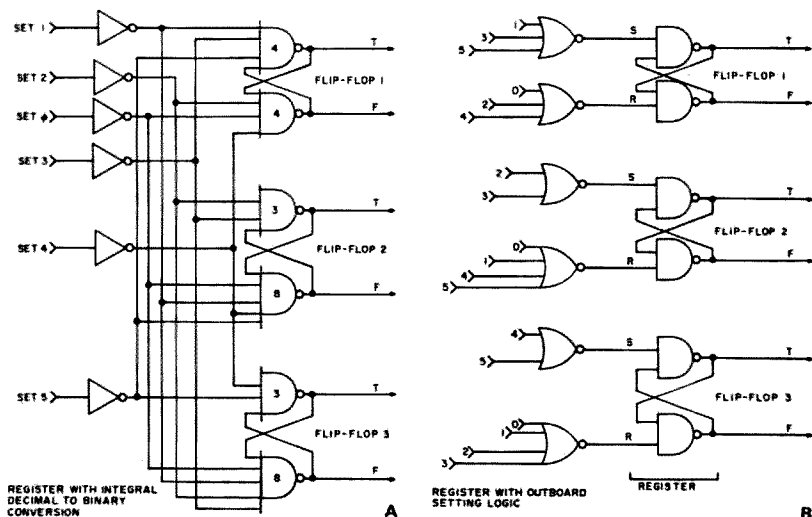 SET 1
SET 2
SET ϕ
SET 3
SET 4
SET 5
4
4
3
8
3
8
T
FLIP-FLOP 1
F
T
FLIP-FLOP 2
F
T
FLIP-FLOP 3
F
REGISTER WITH INTEGRAL
DECIMAL TO BINARY
CONVERSION
A
1
3
5
S
T
FLIP-FLOP 1
0
2
4
R
F
2
3
S
T
FLIP-FLOP 2
0
1
4
5
R
F
4
5
S
T
FLIP-FLOP 3
0
1
2
3
R
F
REGISTER
REGISTER WITH OUTBOARD
SETTING LOGIC
B